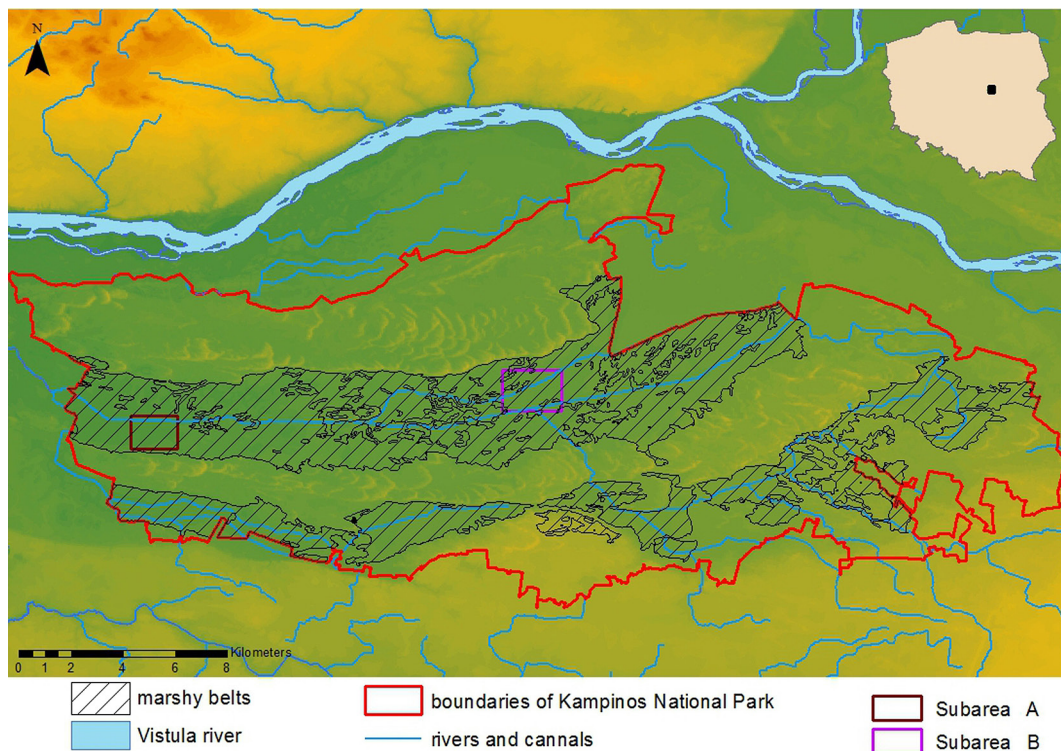 N
Kilometers
0 1 2 4 6 8
marshy belts
boundaries of Kampinos National Park
Subarea A
Vistula river
rivers and cannals
Subarea B